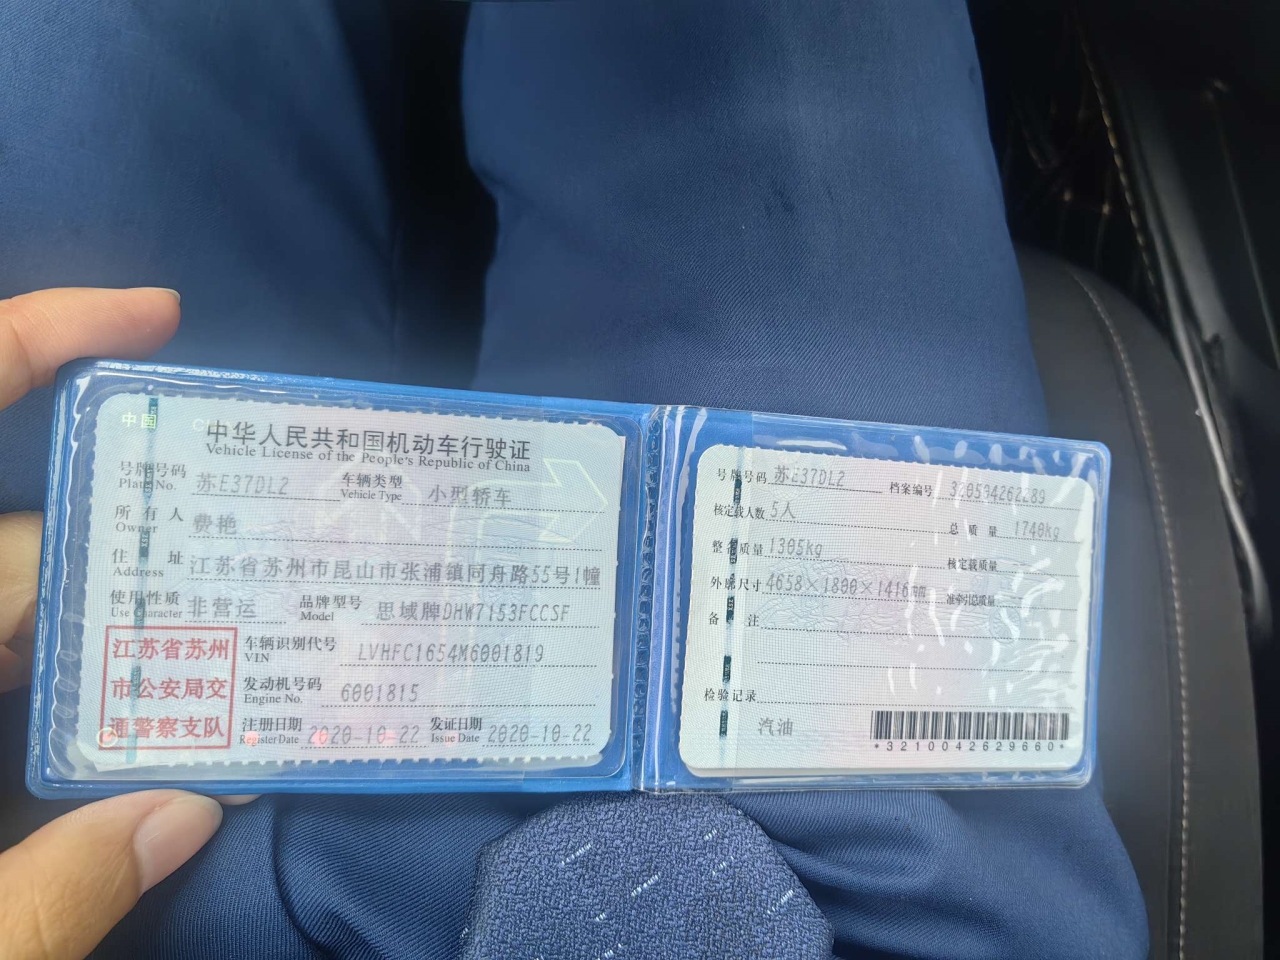 中国
中华人民共和国机动车行驶证
Vehicle License of the People's Republic of China
号牌号码 苏E37DL2 车辆类型 小型轿车
Plate No. Vehicle Type
所有人 费艳
Owner
住址 江苏省苏州市昆山市张浦镇同舟路55号1幢
Address
使用性质 非营运 品牌型号 思域牌DHW7153FCCSF
Use Character Model
江苏省苏州
市公安局交
通警察支队
车辆识别代号 LVHFC1654M6001819
VIN
发动机号码 6001815
Engine No.
注册日期 2020-10-22 发证日期 2020-10-22
Register Date Issue Date
号牌号码 苏E37DL2 档案编号
核定载人数 5人 总质量 1740kg
整备质量 1305kg 核定载质量
外廓尺寸 4658×1800×1416 准牵引总质量
备注
检验记录
汽油
*3210042629660*